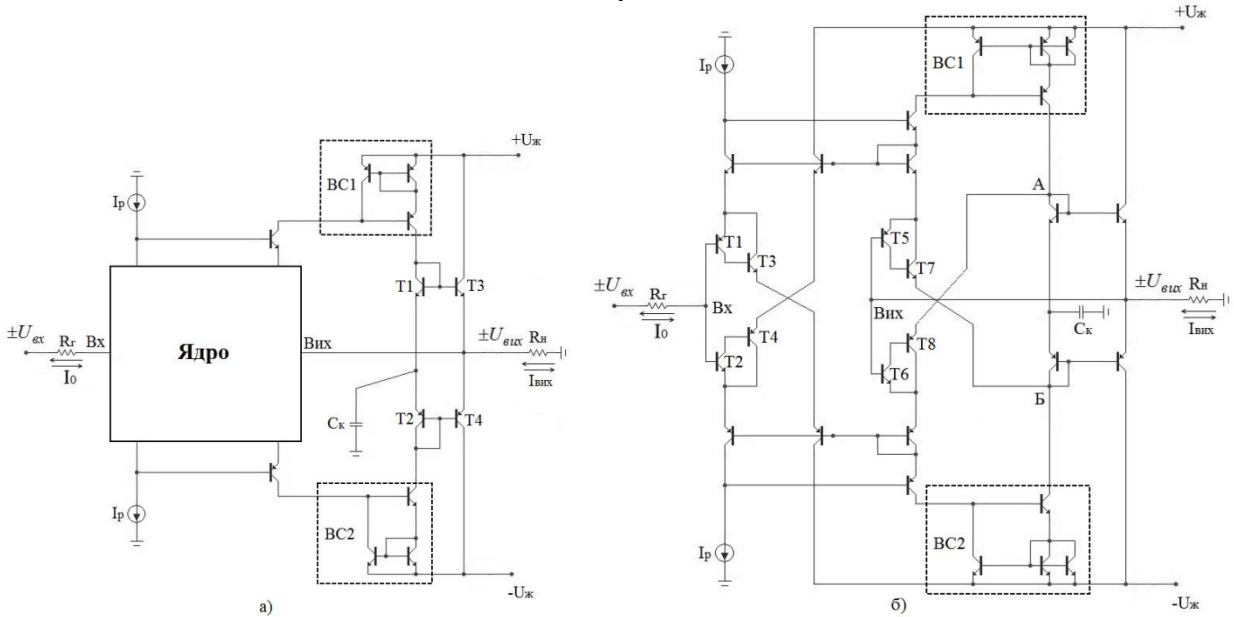 +Uж
Iр
BC1
+Uж
Iр
BC1
А
T1
T3
±Uвх
Rг
Вх
Ядро
Вих
±Uвих
Rн
I0
Iвих
T2
T4
Cк
Iр
BC2
-Uж
а)
T1
T3
T5
T7
±Uвх
Rг
Вх
Вих
±Uвих
Rн
I0
Cк
Iвих
T4
T2
T8
T6
Б
Iр
BC2
-Uж
б)